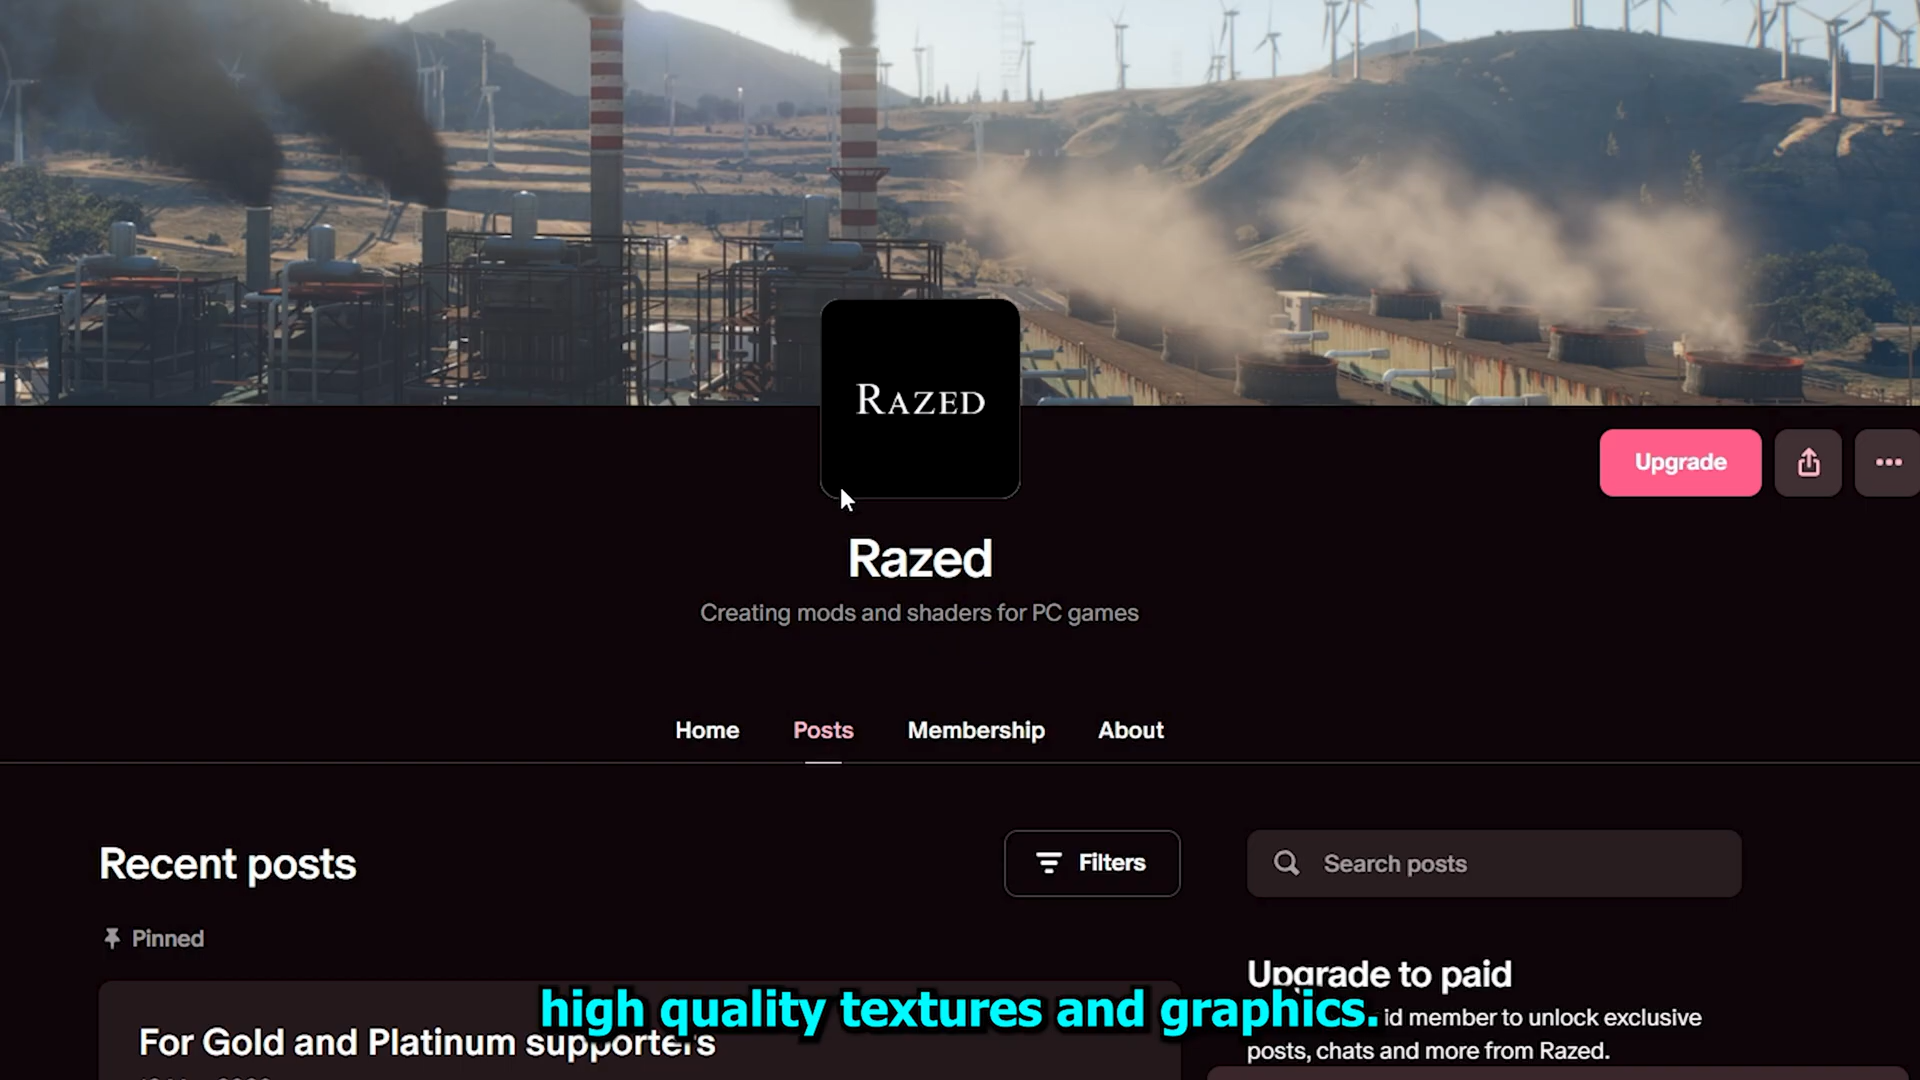 RAZED
Upgrade
Razed
Creating mods and shaders for PC games
Home
Posts
Membership
About
Recent posts
Filters
Search posts
Pinned
Upgrade to paid
id member to unlock exclusive
posts, chats and more from Razed.
For Gold and Platinum supporters
high quality textures and graphics.